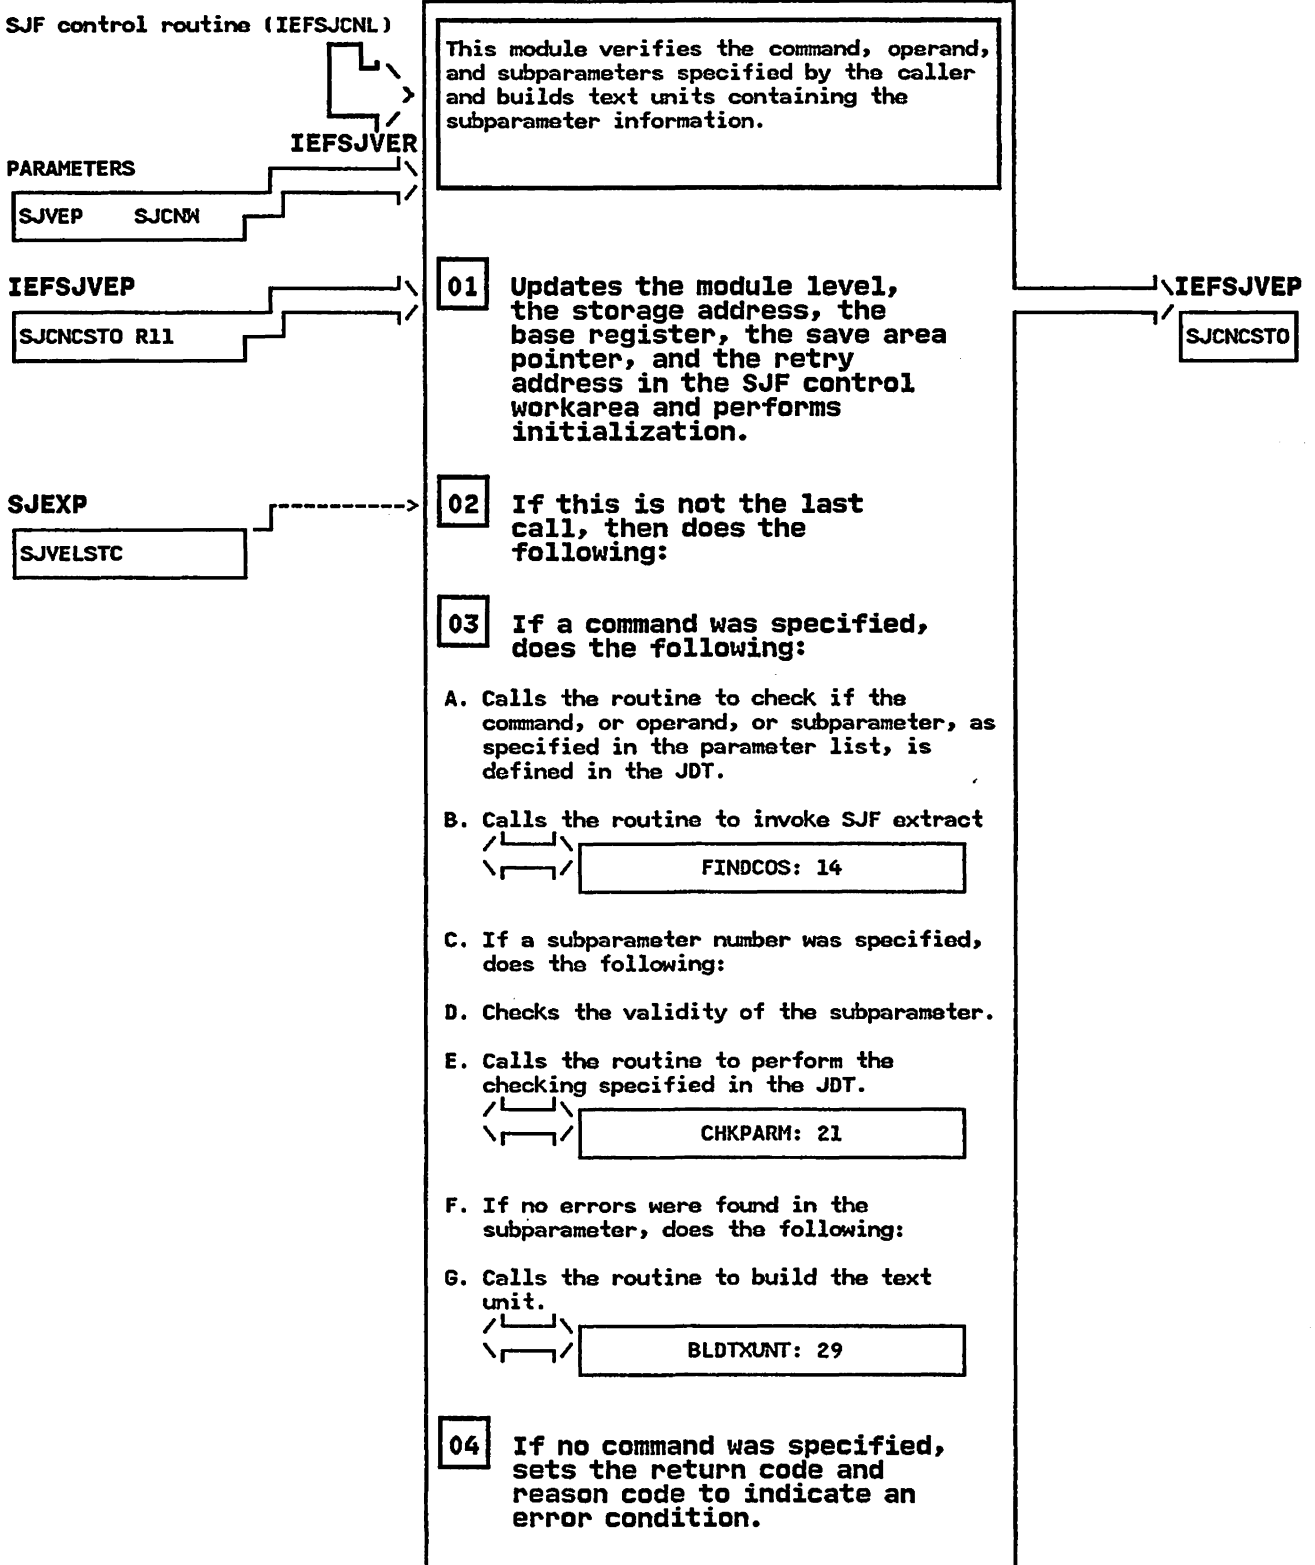 SJF control routine (IEFSJCNL)
This module verifies the command, operand,
and subparameters specified by the caller
and builds text units containing the
subparameter information.
IEFSJVER
PARAMETERS
SJVEP SJCNW
IEFSJVEP
SJCNCSTO R11
01 Updates the module level,
the storage address, the
base register, the save area
pointer, and the retry
address in the SJF control
workarea and performs
initialization.
IEFSJVEP
SJCNCSTO
SJEXP
SJVELSTC
02 If this is not the last
call, then does the
following:
03 If a command was specified,
does the following:
A. Calls the routine to check if the
command, or operand, or subparameter, as
specified in the parameter list, is
defined in the JDT.
B. Calls the routine to invoke SJF extract
FINDCOS: 14
C. If a subparameter number was specified,
does the following:
D. Checks the validity of the subparameter.
E. Calls the routine to perform the
checking specified in the JDT.
CHKPARM: 21
F. If no errors were found in the
subparameter, does the following:
G. Calls the routine to build the text
unit.
BLDTXUNT: 29
04 If no command was specified,
sets the return code and
reason code to indicate an
error condition.